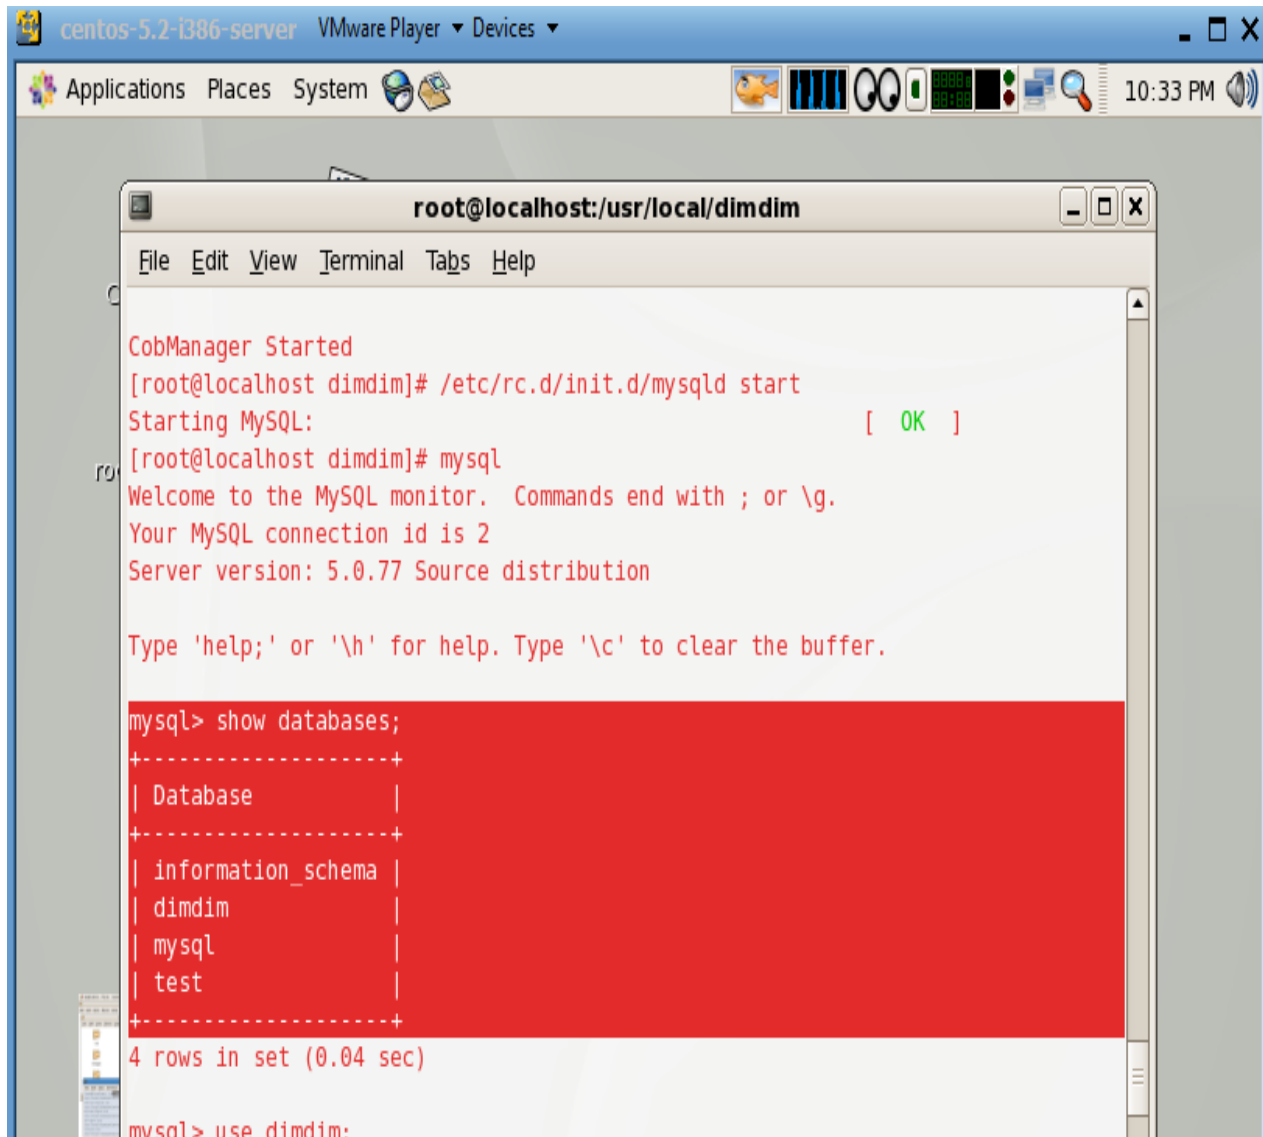 centos-5.2-i386-server VMware Player Devices
Applications Places System 10:33 PM
root@localhost:/usr/local/dimdim
File Edit View Terminal Tabs Help
CobManager Started
[root@localhost dimdim]# /etc/rc.d/init.d/mysqld start
Starting MySQL: [ OK ]
[root@localhost dimdim]# mysql
Welcome to the MySQL monitor. Commands end with ; or \g.
Your MySQL connection id is 2
Server version: 5.0.77 Source distribution
Type 'help;' or '\h' for help. Type '\c' to clear the buffer.
mysql> show databases;
+--------------------+
| Database |
+--------------------+
| information_schema |
| dimdim |
| mysql |
| test |
+--------------------+
4 rows in set (0.04 sec)
mysql> use dimdim;